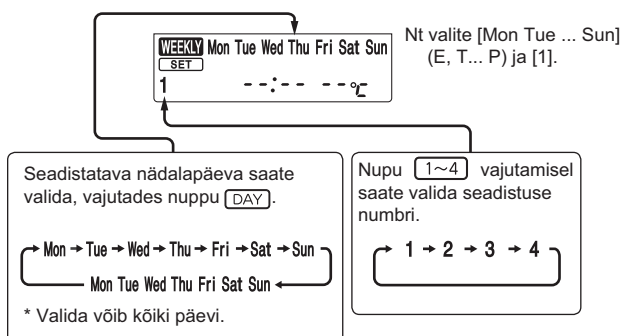 WEEKLY Mon Tue Wed Thu Fri Sat Sun
SET
1 --:-- --°C
Nt valite [Mon Tue ... Sun]
(E, T... P) ja [1].
Seadistatava nädalapäeva saate
valida, vajutades nuppu DAY.
Mon → Tue → Wed → Thu → Fri → Sat → Sun
Mon Tue Wed Thu Fri Sat Sun
* Valida võib kõiki päevi.
Nupu 1~4 vajutamisel
saate valida seadistuse
numbri.
1 → 2 → 3 → 4